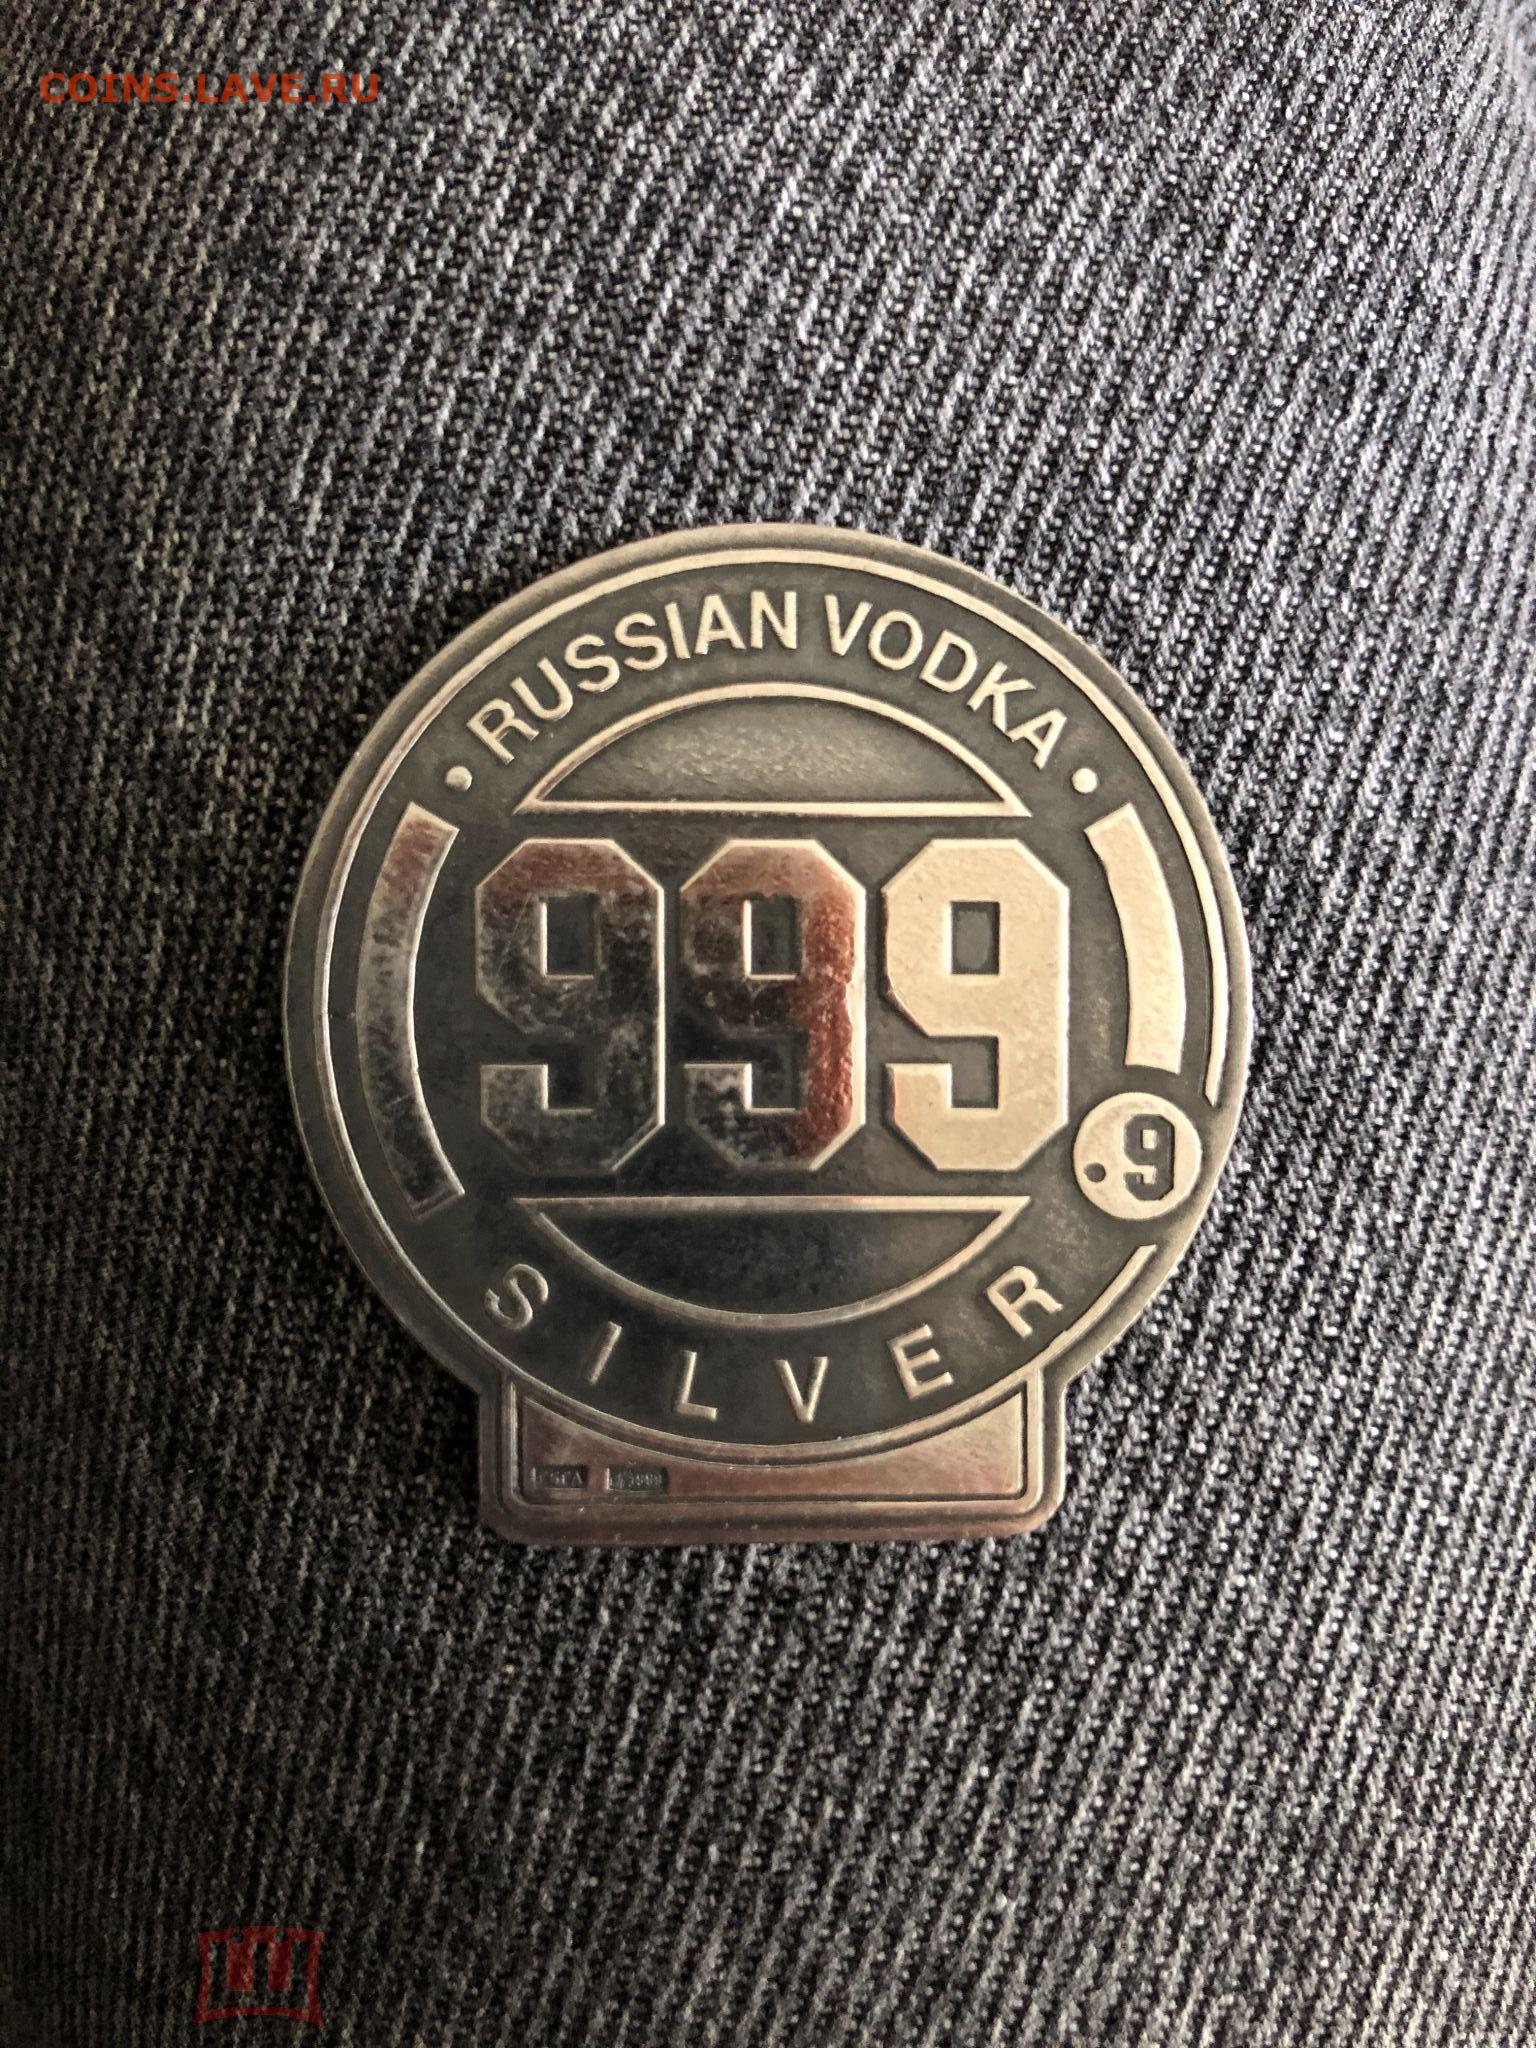 COINS.LAVE.RU
• RUSSIAN VODKA •
999
.9
SILVER